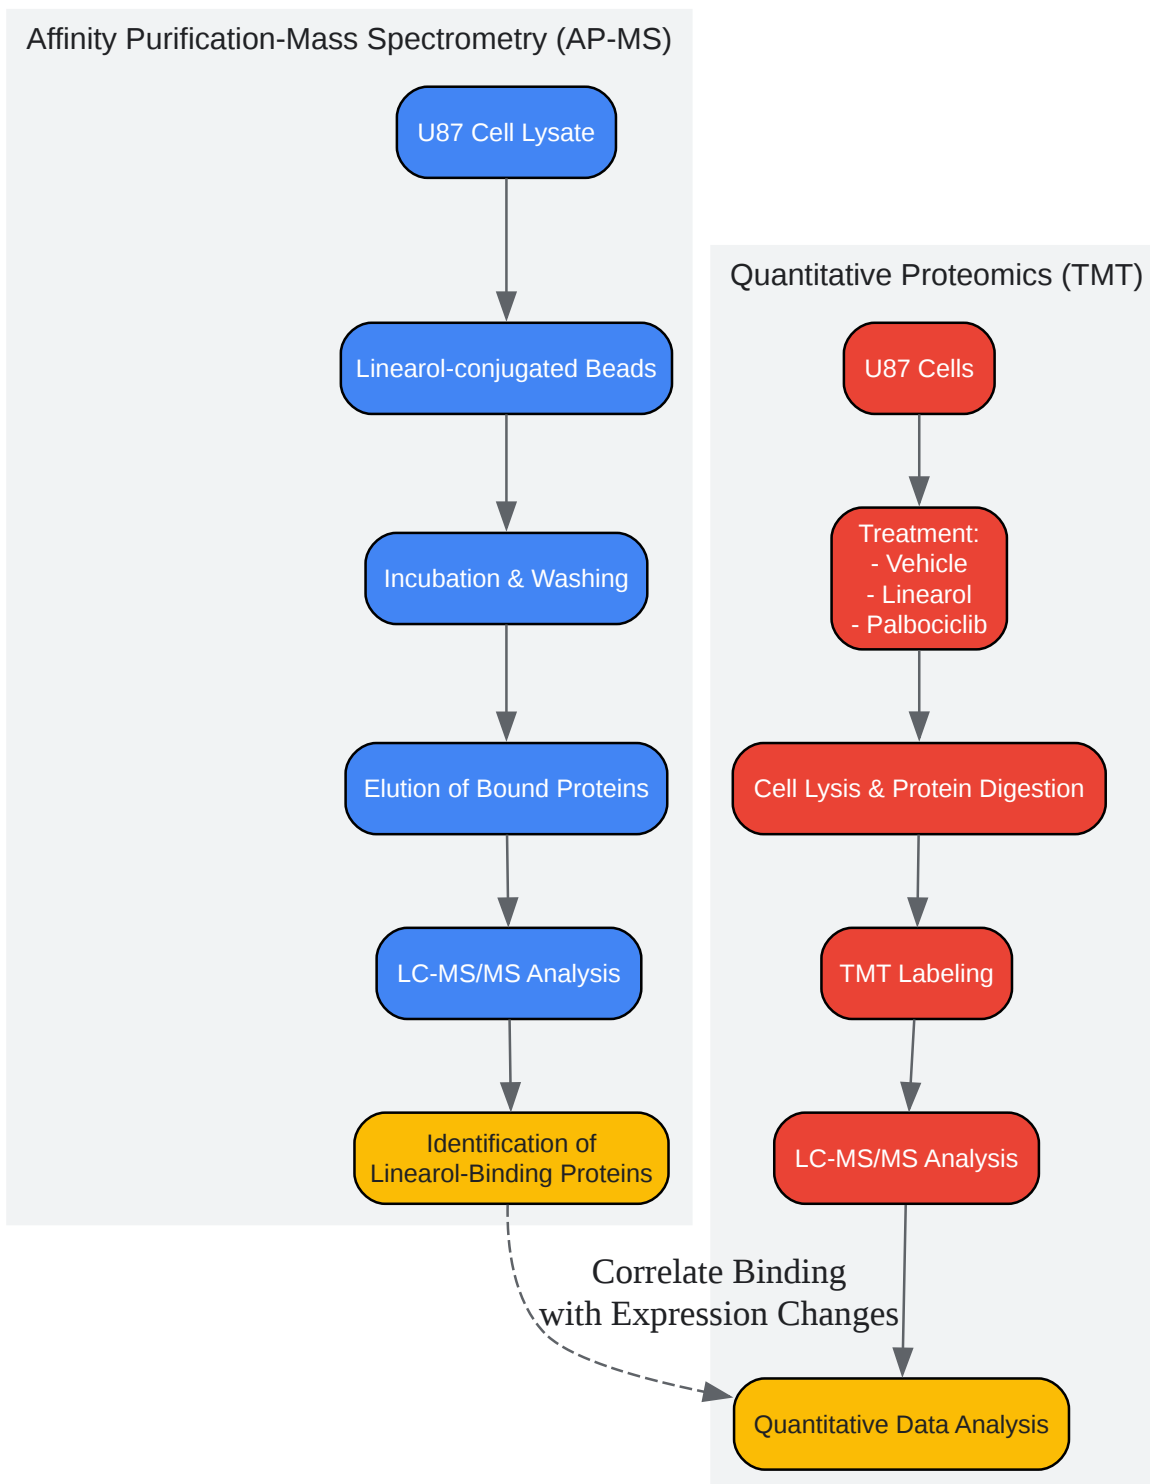 Affinity Purification-Mass Spectrometry (AP-MS)
U87 Cell Lysate
Linearol-conjugated Beads
Incubation & Washing
Elution of Bound Proteins
LC-MS/MS Analysis
Identification of
Linearol-Binding Proteins
Correlate Binding
with Expression Changes
Quantitative Proteomics (TMT)
U87 Cells
Treatment:
- Vehicle
- Linearol
- Palbociclib
Cell Lysis & Protein Digestion
TMT Labeling
LC-MS/MS Analysis
Quantitative Data Analysis